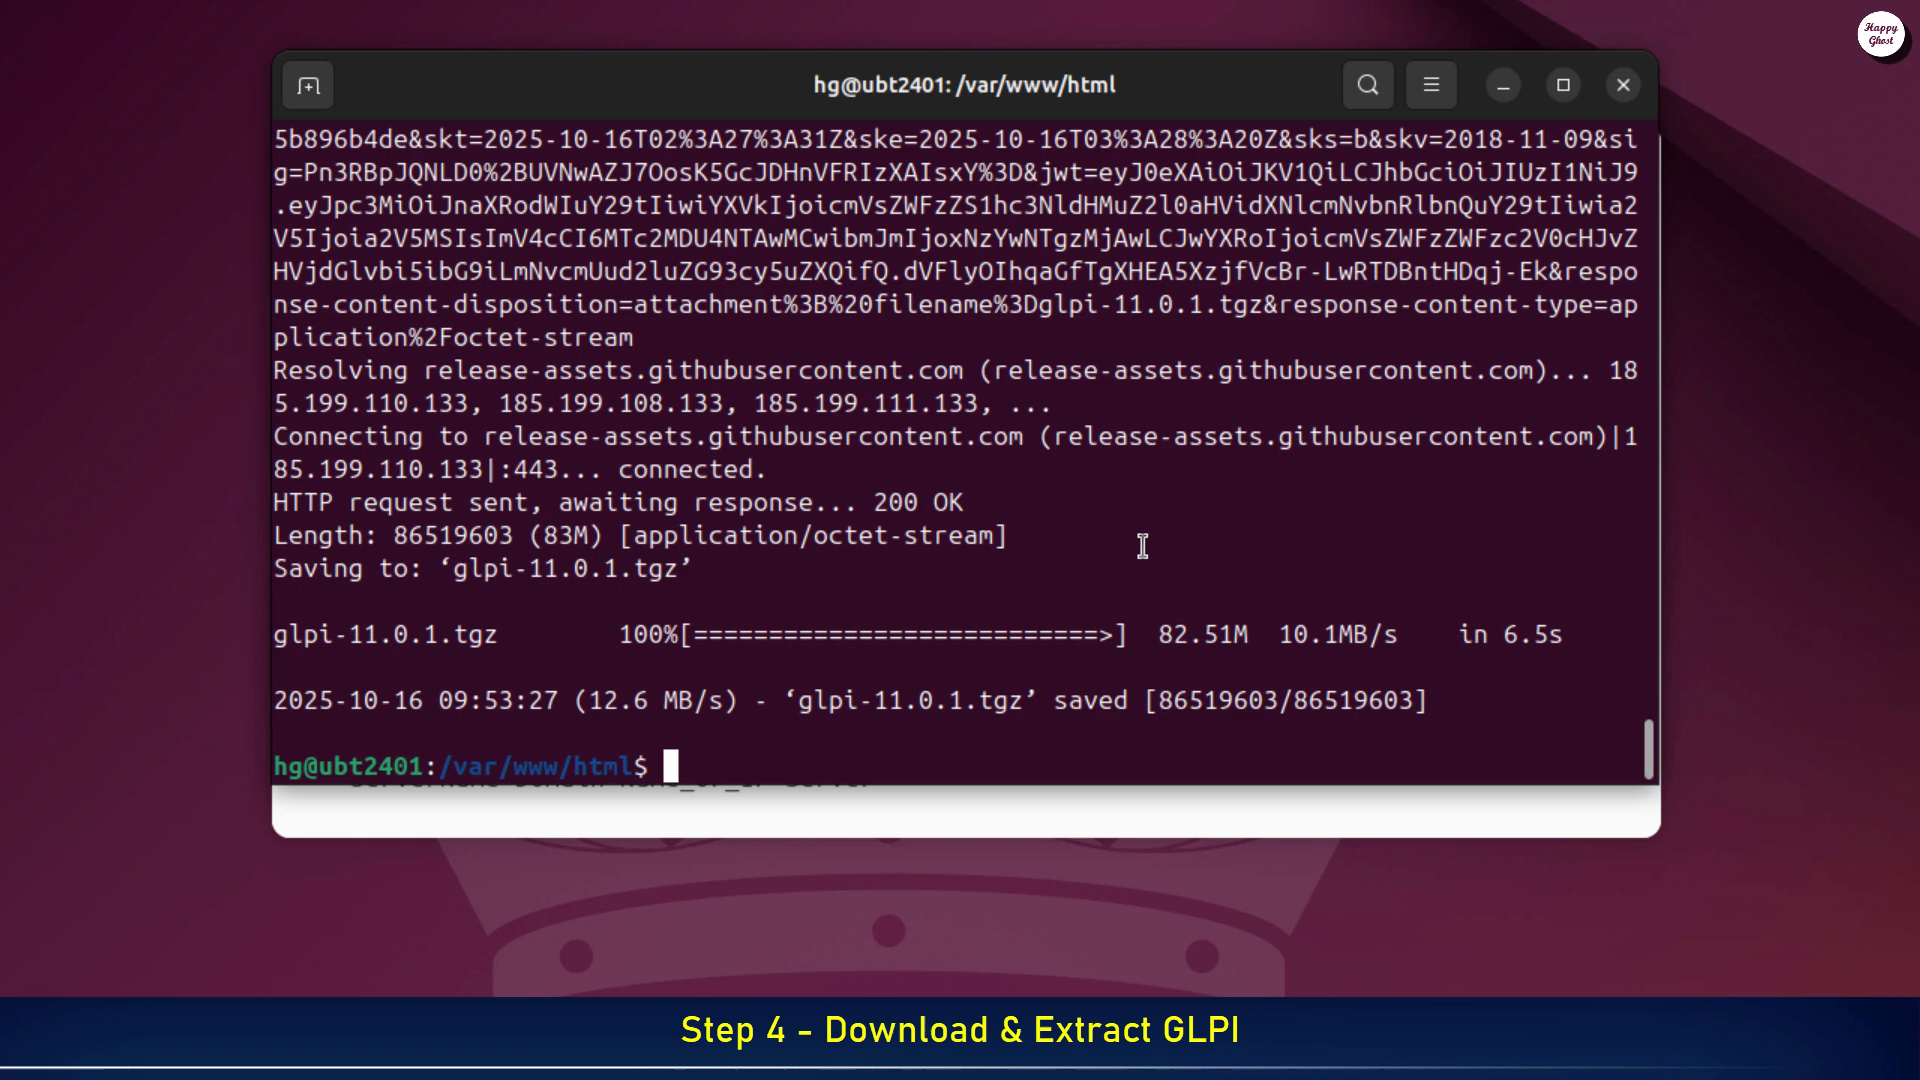 Happy
Ghost
hg@ubt2401: /var/www/html
5b896b4de&skt=2025-10-16T02%3A27%3A31Z&ske=2025-10-16T03%3A28%3A20Z&sks=b&skv=2018-11-09&si
g=Pn3RBpJQNLD0%2BUVNwAZJ7OosK5GcJDHnVFRIzXAIsxY%3D&jwt=eyJ0eXAiOiJKV1QiLCJhbGciOiJIUzI1NiJ9
.eyJpc3MiOiJnaXRodWIuY29tIiwiYXVkIjoicmVsZWFzZS1hc3NldHMuZ2l0aHVidXNlcmNvbnRlbnQuY29tIiwia2
V5Ijoia2V5MSIsImV4cCI6MTc2MDU4NTAwMCwibmJmIjoxNzYwNTgzMjAwLCJwYXRoIjoicmVsZWFzZWFzc2V0cHJvZ
HVjdGlvbi5ibG9iLmNvcmUud2luZG93cy5uZXQifQ.dVFlyOIhqaGfTgXHEA5XzjfVcBr-LwRTDBntHDqj-Ek&respo
nse-content-disposition=attachment%3B%20filename%3Dglpi-11.0.1.tgz&response-content-type=ap
plication%2Foctet-stream
Resolving release-assets.githubusercontent.com (release-assets.githubusercontent.com)... 18
5.199.110.133, 185.199.108.133, 185.199.111.133, ...
Connecting to release-assets.githubusercontent.com (release-assets.githubusercontent.com)|1
85.199.110.133|:443... connected.
HTTP request sent, awaiting response... 200 OK
Length: 86519603 (83M) [application/octet-stream]
Saving to: ‘glpi-11.0.1.tgz’
glpi-11.0.1.tgz 100%[===========================>] 82.51M 10.1MB/s in 6.5s
2025-10-16 09:53:27 (12.6 MB/s) - ‘glpi-11.0.1.tgz’ saved [86519603/86519603]
hg@ubt2401:/var/www/html$
Step 4 - Download & Extract GLPI